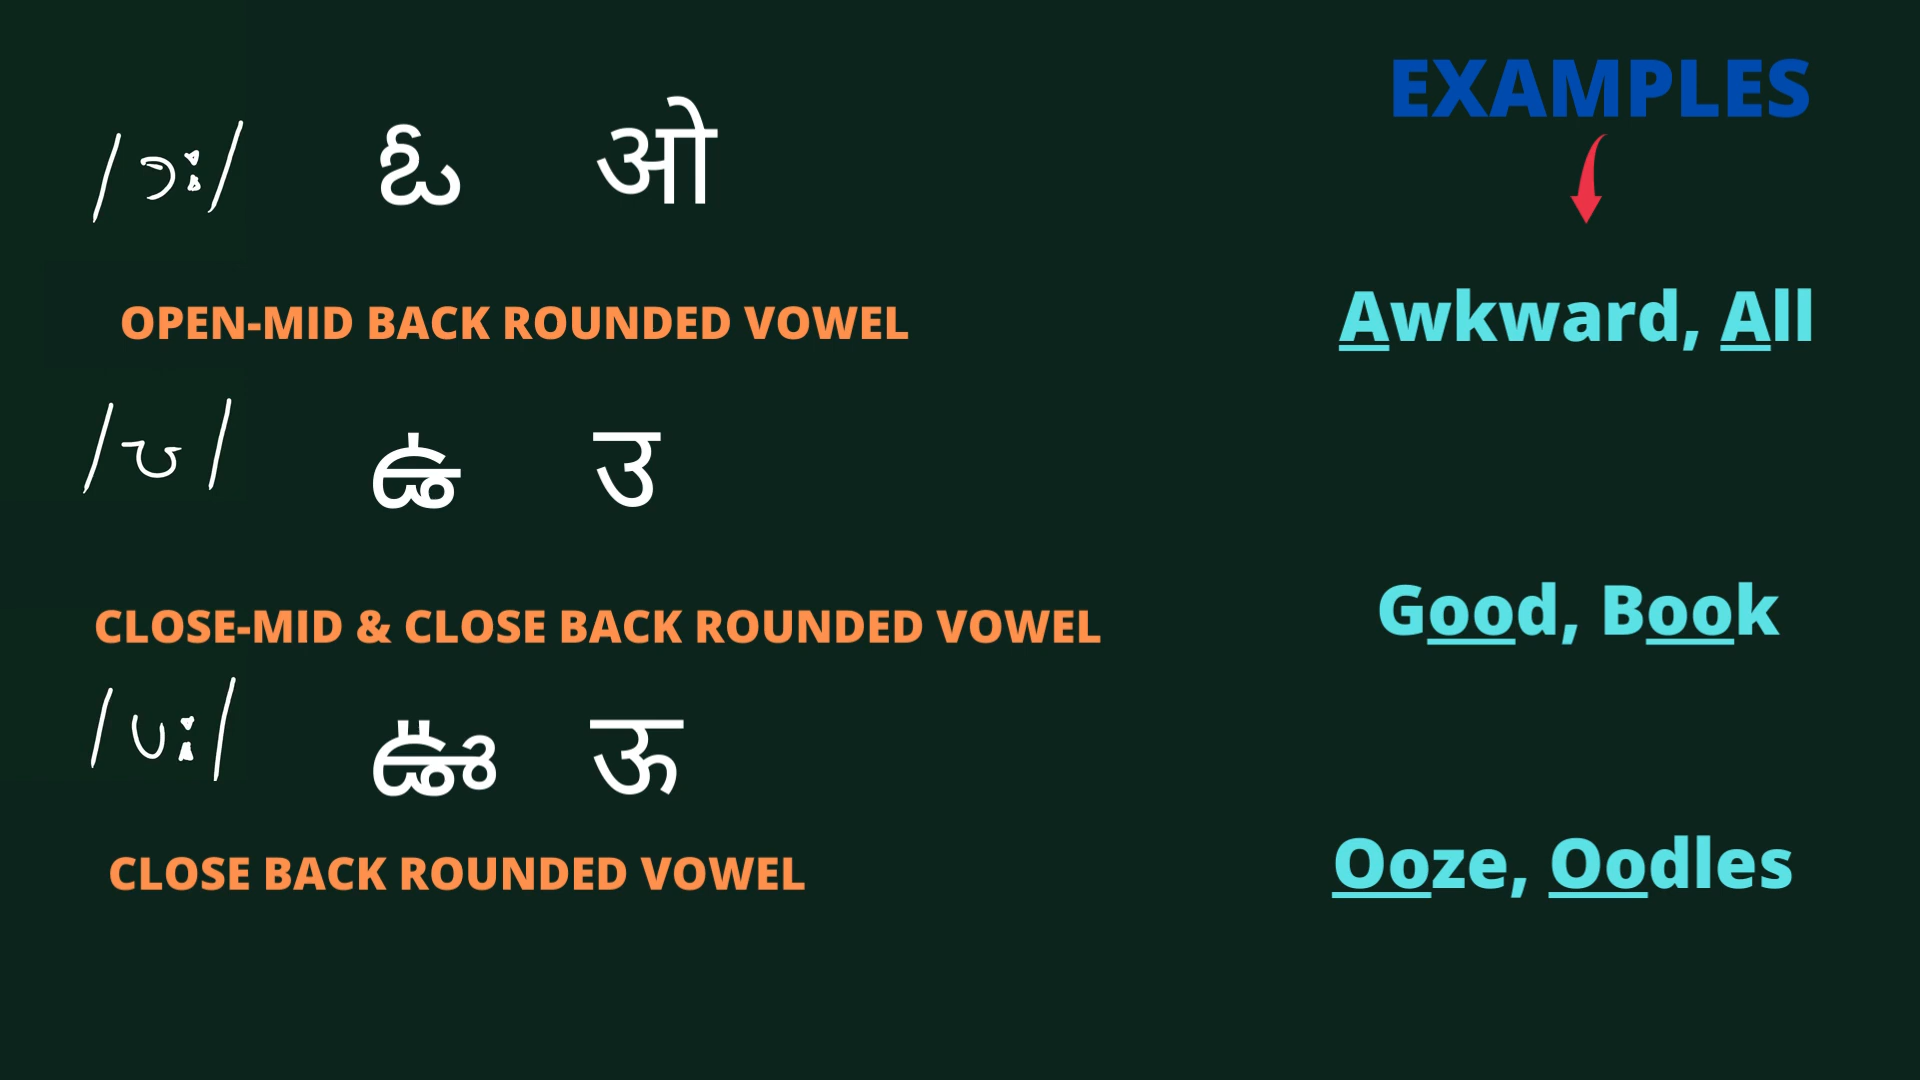 EXAMPLES
/ɔː/ ఓ ओ
OPEN-MID BACK ROUNDED VOWEL
Awkward, All
/ʊ/ ఉ उ
CLOSE-MID & CLOSE BACK ROUNDED VOWEL
Good, Book
/uː/ ఊ ऊ
CLOSE BACK ROUNDED VOWEL
Ooze, Oodles